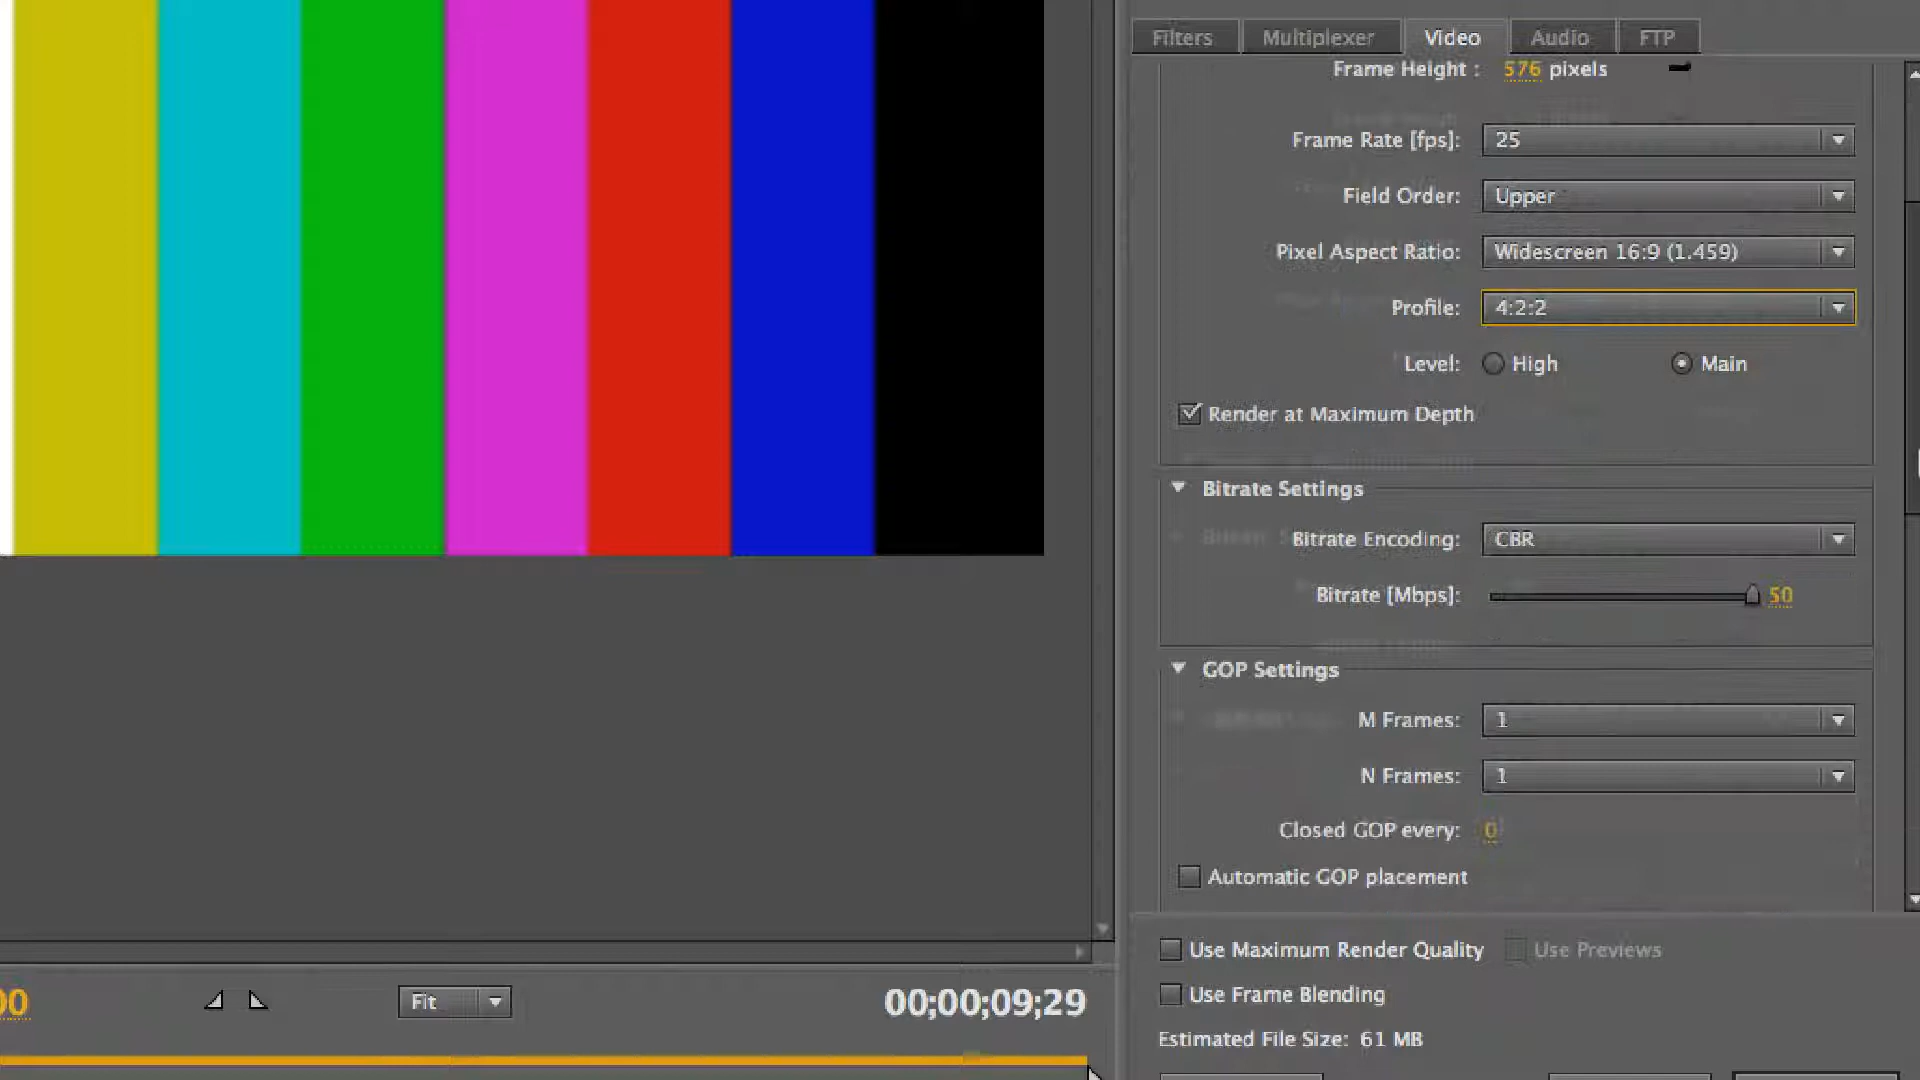 Filters Multiplexer Video Audio FTP
Frame Height : 576 pixels
Frame Rate [fps]: 25
Field Order: Upper
Pixel Aspect Ratio: Widescreen 16:9 (1.459)
Profile: 4:2:2
Level: High Main
Render at Maximum Depth
Bitrate Settings
Bitrate Encoding: CBR
Bitrate [Mbps]: 50
GOP Settings
M Frames: 1
N Frames: 1
Closed GOP every: 0
Automatic GOP placement
Use Maximum Render Quality Use Previews
Use Frame Blending
Estimated File Size: 61 MB
00 Fit 00;00;09;29